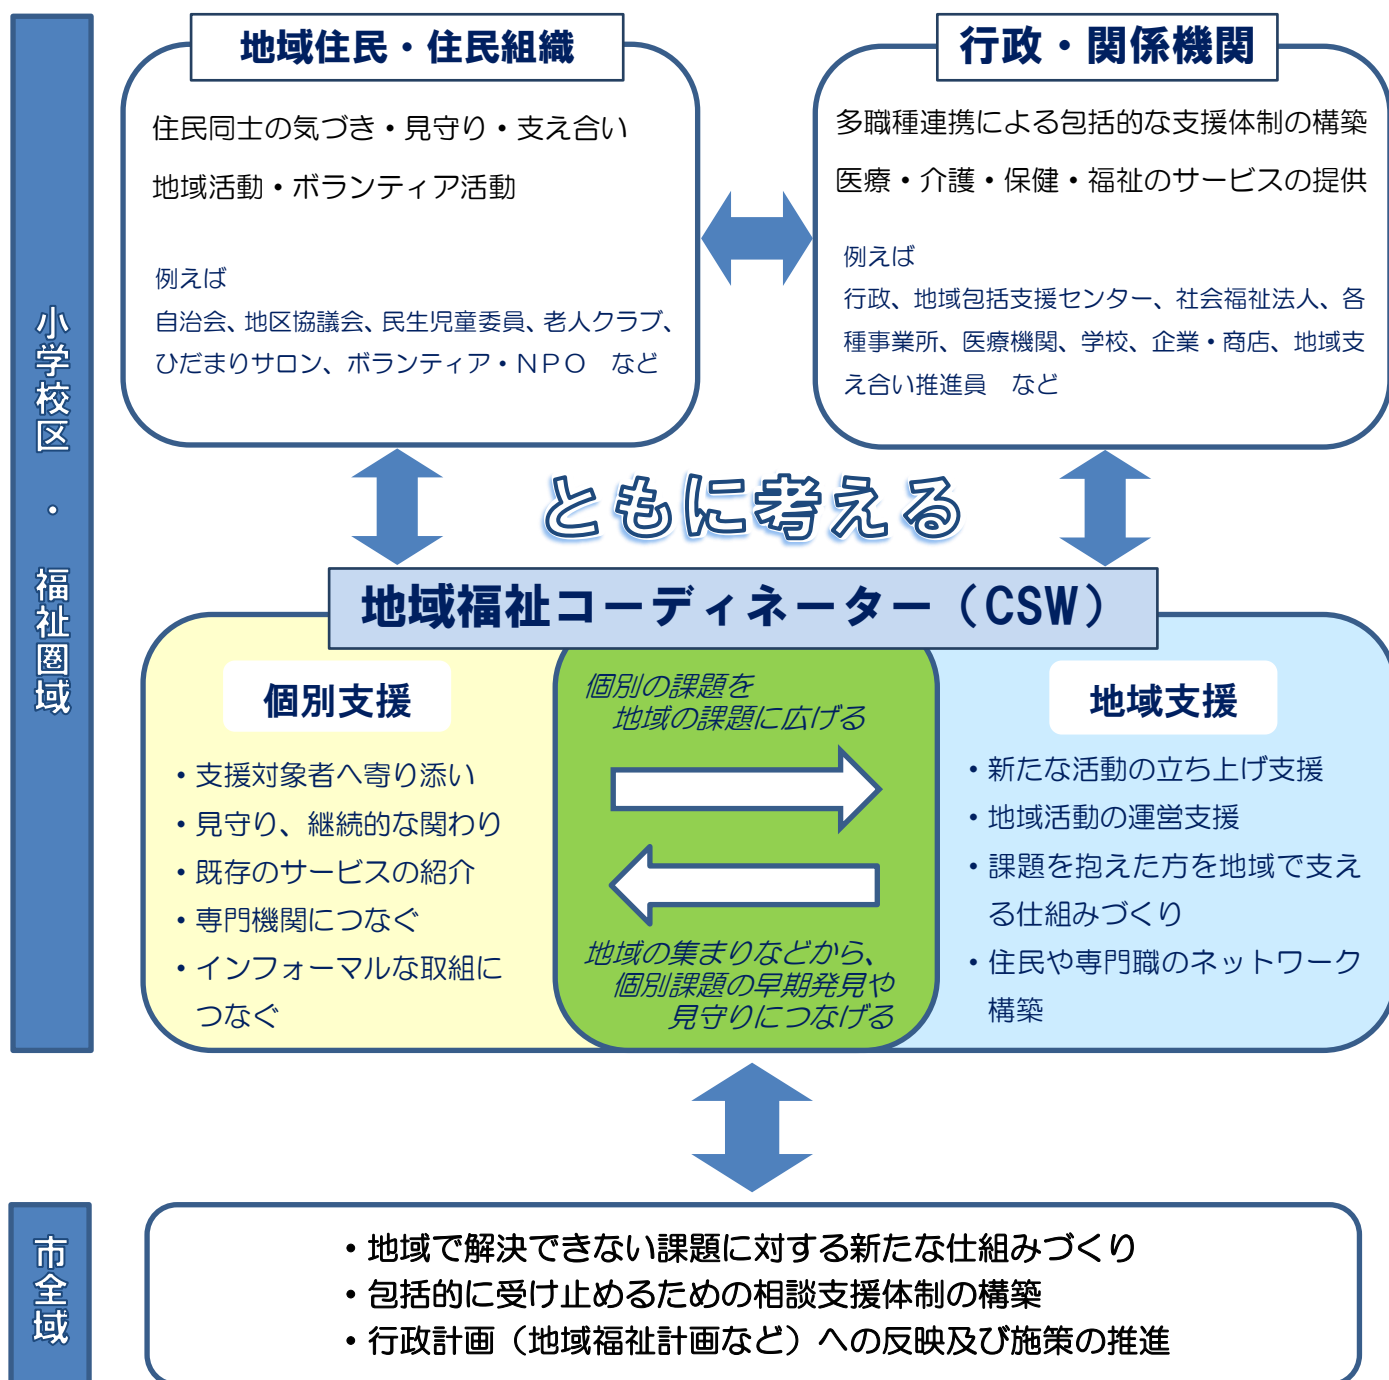 小学校区・福祉圏域
地域住民・住民組織
住民同士の気づき・見守り・支え合い
地域活動・ボランティア活動
例えば
自治会、地区協議会、民生児童委員、老人クラブ、
ひだまりサロン、ボランティア・NPO　など
行政・関係機関
多職種連携による包括的な支援体制の構築
医療・介護・保健・福祉のサービスの提供
例えば
行政、地域包括支援センター、社会福祉法人、各
種事業所、医療機関、学校、企業・商店、地域支
え合い推進員　など
ともに考える
地域福祉コーディネーター（CSW）
個別支援
・支援対象者へ寄り添い
・見守り、継続的な関わり
・既存のサービスの紹介
・専門機関につなぐ
・インフォーマルな取組に
つなぐ
個別の課題を
地域の課題に広げる
地域の集まりなどから、
個別課題の早期発見や
見守りにつなげる
地域支援
・新たな活動の立ち上げ支援
・地域活動の運営支援
・課題を抱えた方を地域で支え
る仕組みづくり
・住民や専門職のネットワーク
構築
市全域
・地域で解決できない課題に対する新たな仕組みづくり
・包括的に受け止めるための相談支援体制の構築
・行政計画（地域福祉計画など）への反映及び施策の推進